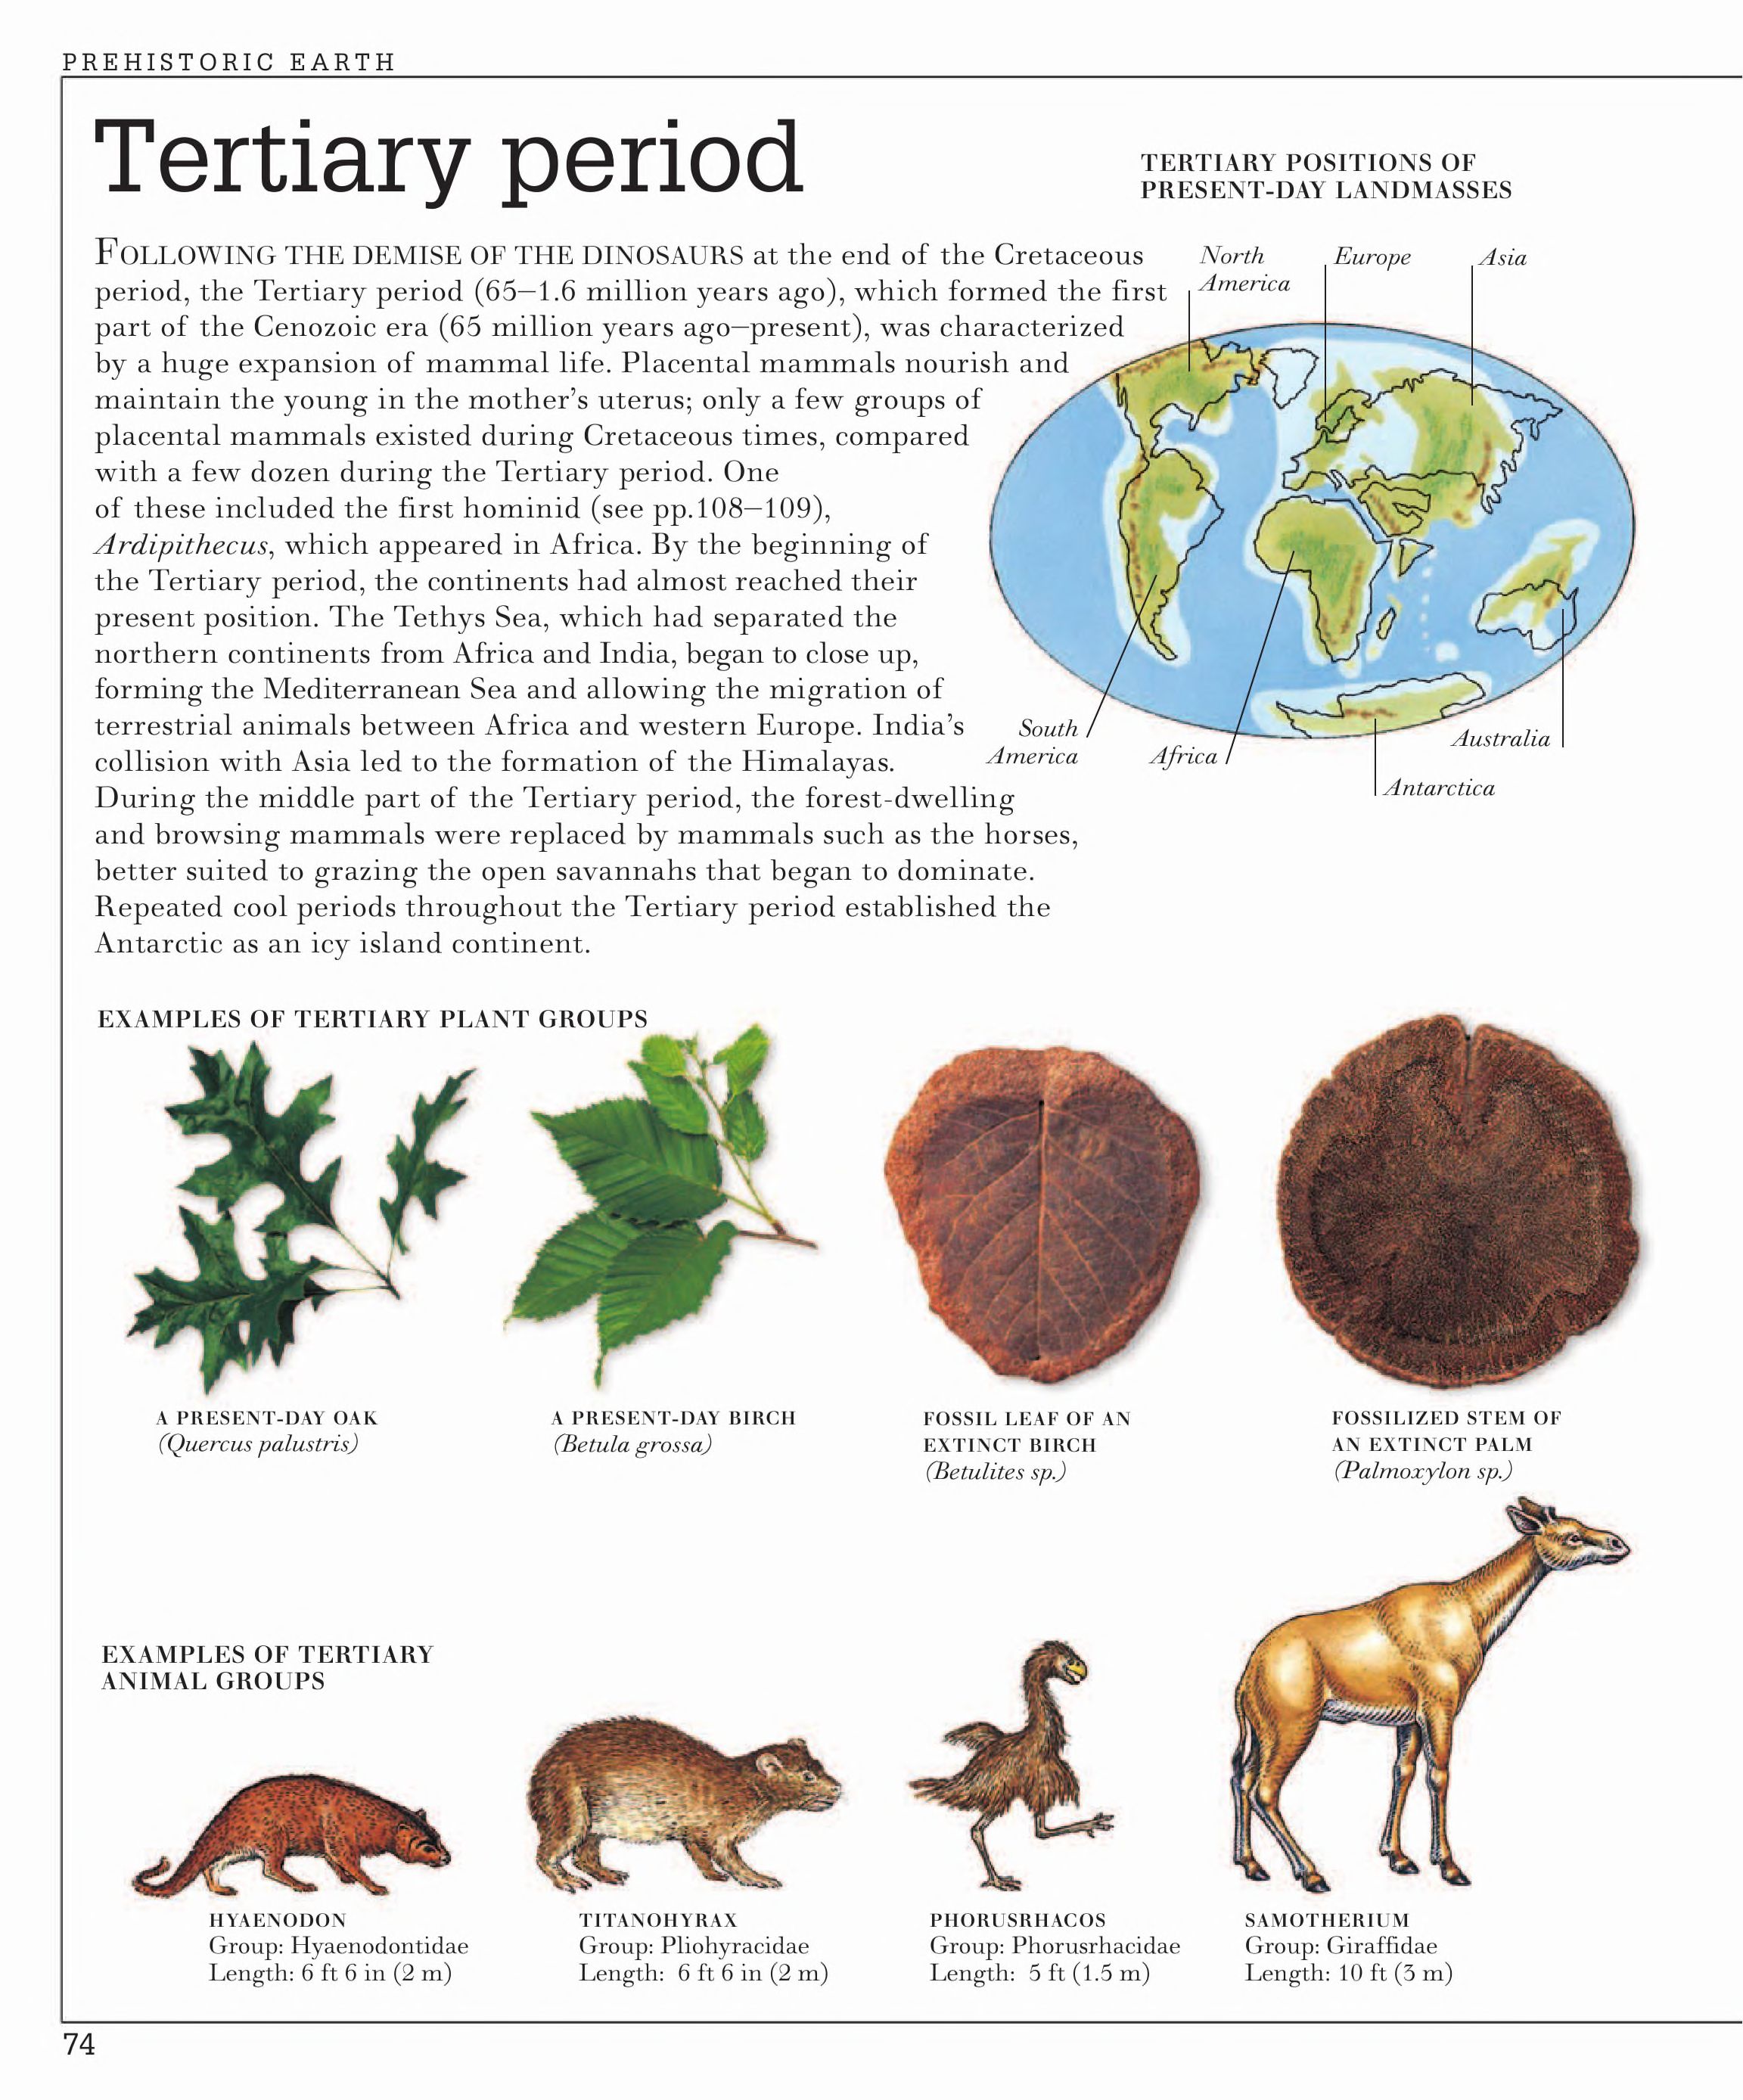 PREHISTORIC EARTH
Tertiary period
FOLLOWING THE DEMISE OF THE DINOSAURS at the end of the Cretaceous
period, the Tertiary period (65–1.6 million years ago), which formed the first
part of the Cenozoic era (65 million years ago–present), was characterized
by a huge expansion of mammal life. Placental mammals nourish and
maintain the young in the mother’s uterus; only a few groups of
placental mammals existed during Cretaceous times, compared
with a few dozen during the Tertiary period. One
of these included the first hominid (see pp.108–109),
Ardipithecus, which appeared in Africa. By the beginning of
the Tertiary period, the continents had almost reached their
present position. The Tethys Sea, which had separated the
northern continents from Africa and India, began to close up,
forming the Mediterranean Sea and allowing the migration of
terrestrial animals between Africa and western Europe. India’s
collision with Asia led to the formation of the Himalayas.
During the middle part of the Tertiary period, the forest-dwelling
and browsing mammals were replaced by mammals such as the horses,
better suited to grazing the open savannahs that began to dominate.
Repeated cool periods throughout the Tertiary period established the
Antarctic as an icy island continent.
TERTIARY POSITIONS OF
PRESENT-DAY LANDMASSES
North
America
Europe
Asia
South
America
Africa
Australia
Antarctica
EXAMPLES OF TERTIARY PLANT GROUPS
A PRESENT-DAY OAK
(Quercus palustris)
A PRESENT-DAY BIRCH
(Betula grossa)
FOSSIL LEAF OF AN
EXTINCT BIRCH
(Betulites sp.)
FOSSILIZED STEM OF
AN EXTINCT PALM
(Palmoxylon sp.)
EXAMPLES OF TERTIARY
ANIMAL GROUPS
HYAENODON
Group: Hyaenodontidae
Length: 6 ft 6 in (2 m)
TITANOHYRAX
Group: Pliohyracidae
Length: 6 ft 6 in (2 m)
PHORUSRHACOS
Group: Phorusrhacidae
Length: 5 ft (1.5 m)
SAMOTHERIUM
Group: Giraffidae
Length: 10 ft (3 m)
74